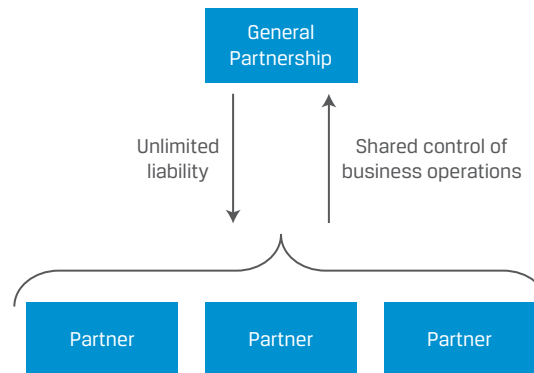 General
Partnership
Unlimited
liability
Shared control of
business operations
Partner
Partner
Partner